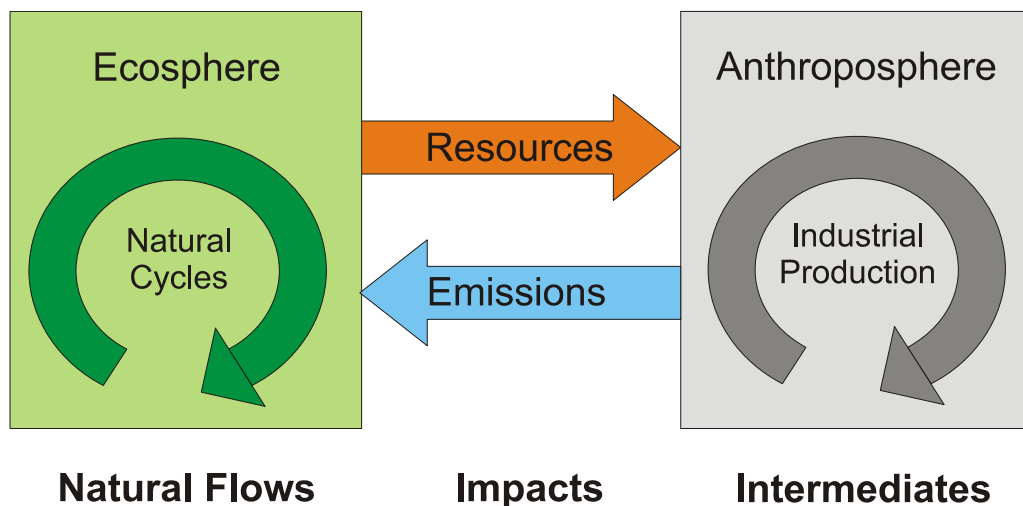 Ecosphere
Natural
Cycles
Resources
Emissions
Anthroposphere
Industrial
Production
Natural Flows
Impacts
Intermediates